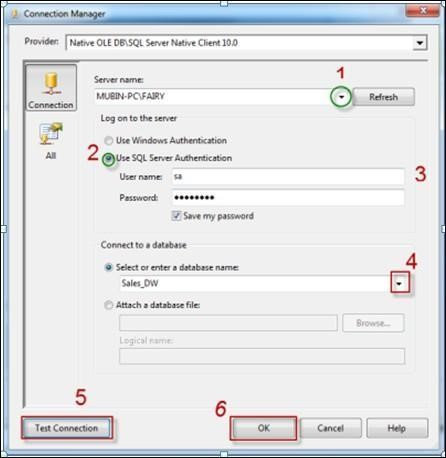 Connection Manager
Provider: Native OLE DB\SQL Server Native Client 10.0
1
Server name:
MUBIN-PC\FAIRY
Refresh
Connection
All
Log on to the server
Use Windows Authentication
2
Use SQL Server Authentication
User name: sa
3
Password: ●●●●●●●●
Save my password
Connect to a database
4
Select or enter a database name:
Sales_DW
Attach a database file:
Browse...
Logical name:
5
6
Test Connection
OK
Cancel
Help